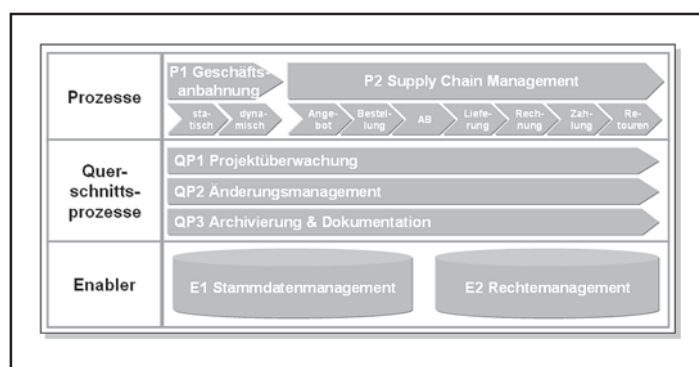 Prozesse
P1 Geschäfts-
anbahnung
P2 Supply Chain Management
sta-
tisch
dyna-
misch
Ange-
bot
Bestel-
lung
AB
Liefe-
rung
Rech-
nung
Zah-
lung
Re-
touren
Quer-
schnitts-
prozesse
QP1 Projektüberwachung
QP2 Änderungsmanagement
QP3 Archivierung & Dokumentation
Enabler
E1 Stammdatenmanagement
E2 Rechtemanagement